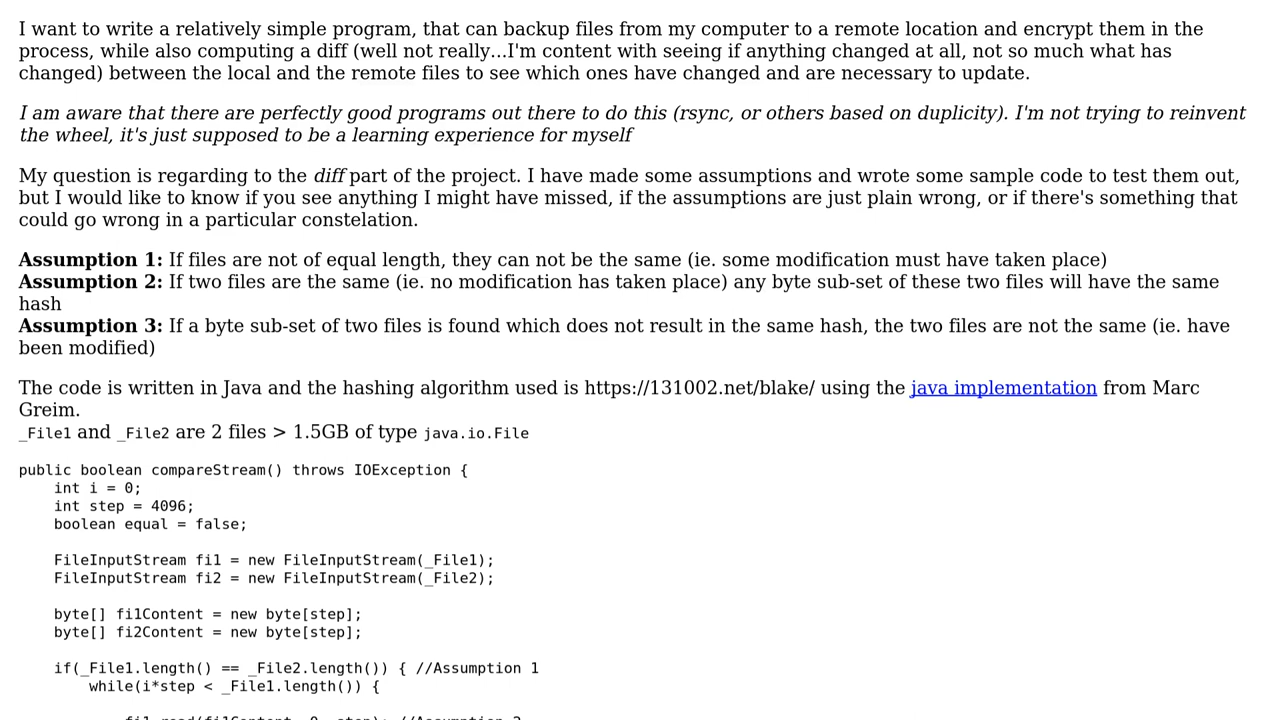 I want to write a relatively simple program, that can backup files from my computer to a remote location and encrypt them in the
process, while also computing a diff (well not really...I'm content with seeing if anything changed at all, not so much what has
changed) between the local and the remote files to see which ones have changed and are necessary to update.
I am aware that there are perfectly good programs out there to do this (rsync, or others based on duplicity). I'm not trying to reinvent
the wheel, it's just supposed to be a learning experience for myself
My question is regarding to the diff part of the project. I have made some assumptions and wrote some sample code to test them out,
but I would like to know if you see anything I might have missed, if the assumptions are just plain wrong, or if there's something that
could go wrong in a particular constelation.
Assumption 1: If files are not of equal length, they can not be the same (ie. some modification must have taken place)
Assumption 2: If two files are the same (ie. no modification has taken place) any byte sub-set of these two files will have the same
hash
Assumption 3: If a byte sub-set of two files is found which does not result in the same hash, the two files are not the same (ie. have
been modified)
The code is written in Java and the hashing algorithm used is https://131002.net/blake/ using the java implementation from Marc
Greim.
_File1 and _File2 are 2 files > 1.5GB of type java.io.File
public boolean compareStream() throws IOException {
    int i = 0;
    int step = 4096;
    boolean equal = false;
    FileInputStream fi1 = new FileInputStream(_File1);
    FileInputStream fi2 = new FileInputStream(_File2);
    byte[] fi1Content = new byte[step];
    byte[] fi2Content = new byte[step];
    if(_File1.length() == _File2.length()) { //Assumption 1
        while(i*step < _File1.length()) {
            fi1.read(fi1Content, 0, step); //Assumption 2